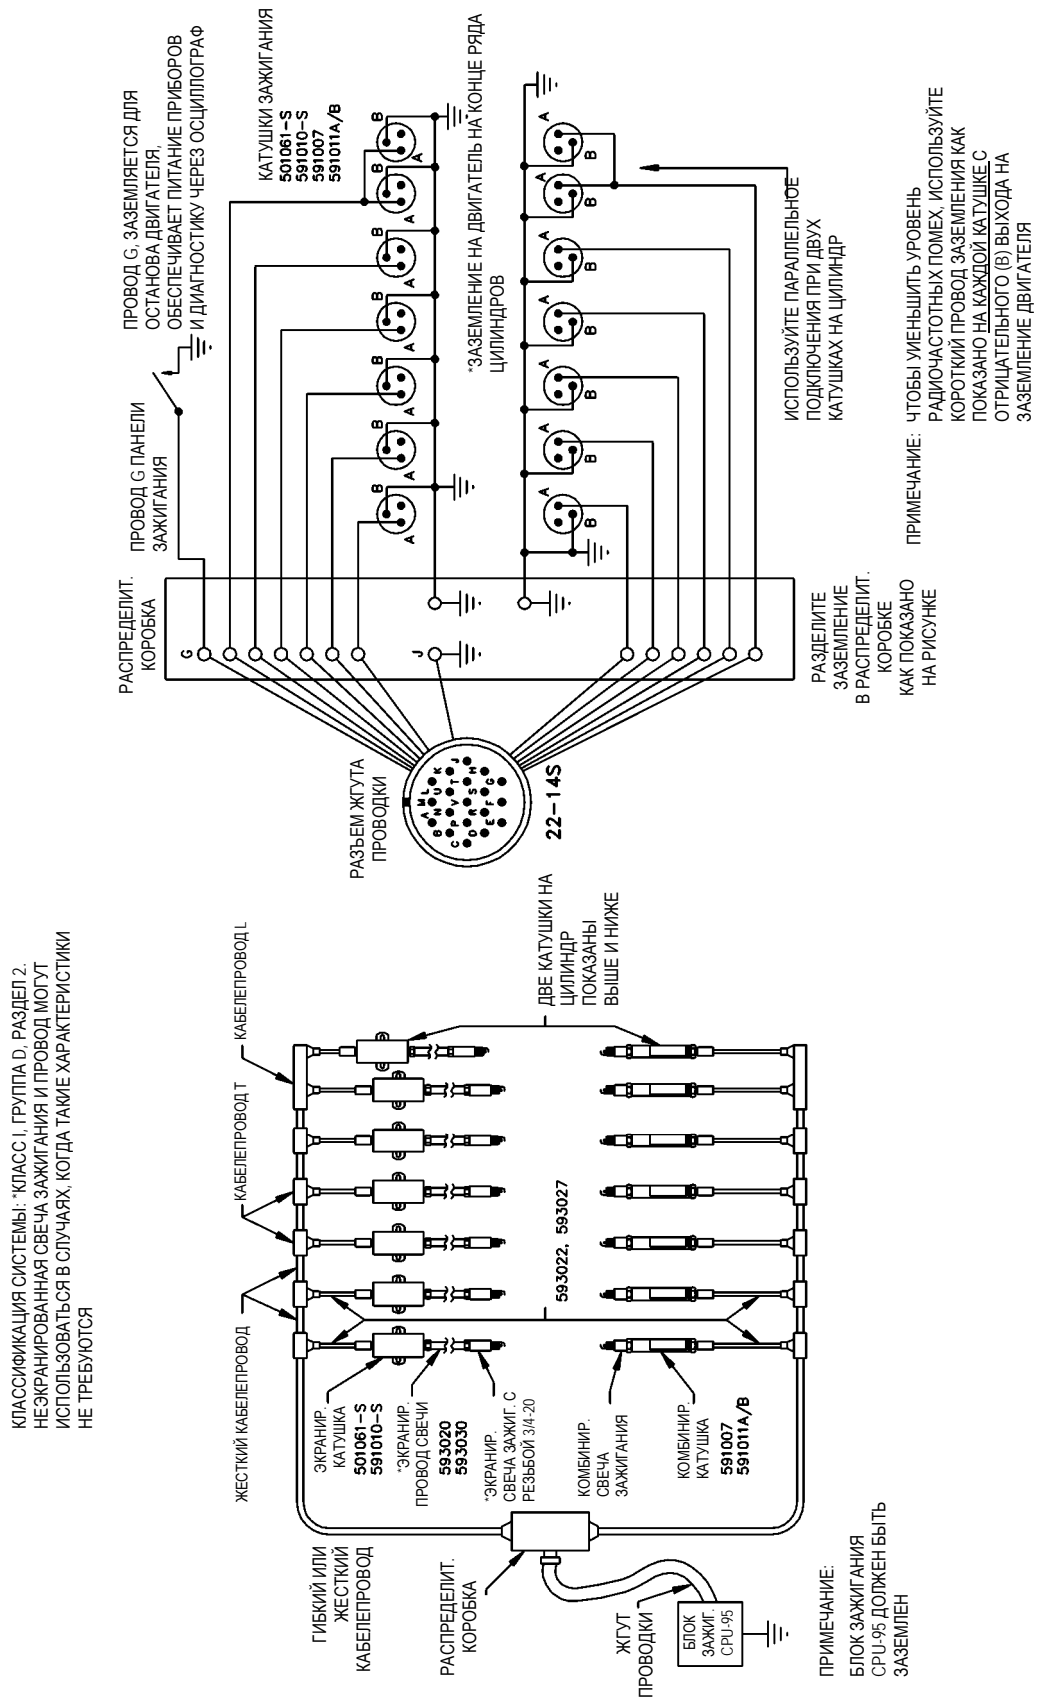 КЛАССИФИКАЦИЯ СИСТЕМЫ: *КЛАСС I, ГРУППА D, РАЗДЕЛ 2.
НЕЭКРАНИРОВАННАЯ СВЕЧА ЗАЖИГАНИЯ И ПРОВОД МОГУТ
ИСПОЛЬЗОВАТЬСЯ В СЛУЧАЯХ, КОГДА ТАКИЕ ХАРАКТЕРИСТИКИ
НЕ ТРЕБУЮТСЯ
ЖЕСТКИЙ КАБЕЛЕПРОВОД
КАБЕЛЕПРОВОД Т
КАБЕЛЕПРОВОД L
ЭКРАНИР.
КАТУШКА
501061-S
591010-S
*ЭКРАНИР.
ПРОВОД СВЕЧИ
593020
593030
*ЭКРАНИР.
СВЕЧА ЗАЖИГ. С
РЕЗЬБОЙ 3/4-20
593022, 593027
ДВЕ КАТУШКИ НА
ЦИЛИНДР
ПОКАЗАНЫ
ВЫШЕ И НИЖЕ
КОМБИНИР.
СВЕЧА
ЗАЖИГАНИЯ
КОМБИНИР.
КАТУШКА
591007
591011A/B
ГИБКИЙ ИЛИ
ЖЕСТКИЙ
КАБЕЛЕПРОВОД
РАСПРЕДЕЛИТ.
КОРОБКА
ЖГУТ
ПРОВОДКИ
БЛОК
ЗАЖИГ.
CPU-95
ПРИМЕЧАНИЕ:
БЛОК ЗАЖИГАНИЯ
CPU-95 ДОЛЖЕН БЫТЬ
ЗАЗЕМЛЕН
РАСПРЕДЕЛИТ.
КОРОБКА
ПРОВОД G ПАНЕЛИ
ЗАЖИГАНИЯ
ПРОВОД G, ЗАЗЕМЛЯЕТСЯ ДЛЯ
ОСТАНОВА ДВИГАТЕЛЯ,
ОБЕСПЕЧИВАЕТ ПИТАНИЕ ПРИБОРОВ
И ДИАГНОСТИКУ ЧЕРЕЗ ОСЦИЛЛОГРАФ
КАТУШКИ ЗАЖИГАНИЯ
501061-S
591010-S
591007
591011A/B
G
J
B B B B B B B
A A A A A A A
*ЗАЗЕМЛЕНИЕ НА ДВИГАТЕЛЬ НА КОНЦЕ РЯДА
ЦИЛИНДРОВ
A A A A A A A
B B B B B B B
РАЗЪЕМ ЖГУТА
ПРОВОДКИ
A M L
B N U K
C P V T J
D R S H
E F G
22-14S
ИСПОЛЬЗУЙТЕ ПАРАЛЛЕЛЬНОЕ
ПОДКЛЮЧЕНИЯ ПРИ ДВУХ
КАТУШКАХ НА ЦИЛИНДР
РАЗДЕЛИТЕ
ЗАЗЕМЛЕНИЕ
В РАСПРЕДЕЛИТ.
КОРОБКЕ
КАК ПОКАЗАНО
НА РИСУНКЕ
ПРИМЕЧАНИЕ: ЧТОБЫ УМЕНЬШИТЬ УРОВЕНЬ
РАДИОЧАСТОТНЫХ ПОМЕХ, ИСПОЛЬЗУЙТЕ
КОРОТКИЙ ПРОВОД ЗАЗЕМЛЕНИЯ КАК
ПОКАЗАНО НА КАЖДОЙ КАТУШКЕ С
ОТРИЦАТЕЛЬНОГО (B) ВЫХОДА НА
ЗАЗЕМЛЕНИЕ ДВИГАТЕЛЯ